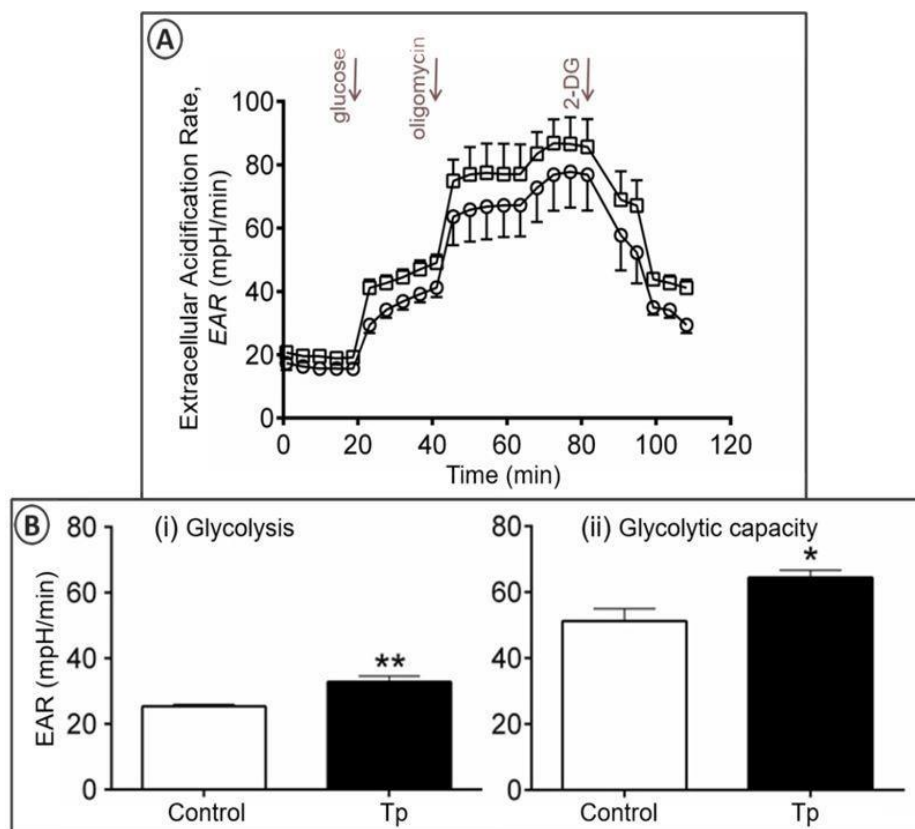 A
glucose
oligomycin
2-DG
Extracellular Acidification Rate,
EAR (mpH/min)
100
80
60
40
20
0
0 20 40 60 80 100 120
Time (min)
B
(i) Glycolysis
EAR (mpH/min)
80
60
40
20
0
**
Control Tp
(ii) Glycolytic capacity
80
60
40
20
0
*
Control Tp